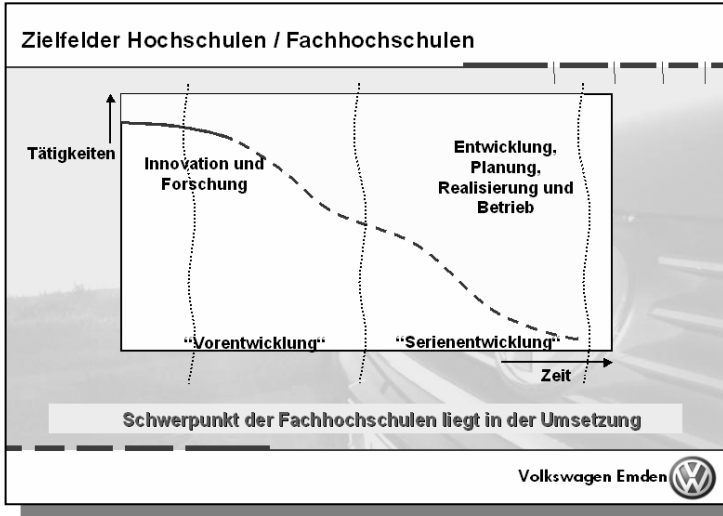 Zielfelder Hochschulen / Fachhochschulen
Tätigkeiten
Innovation und
Forschung
Entwicklung,
Planung,
Realisierung und
Betrieb
“Vorentwicklung“
“Serienentwicklung“
Zeit
Schwerpunkt der Fachhochschulen liegt in der Umsetzung
Volkswagen Emden